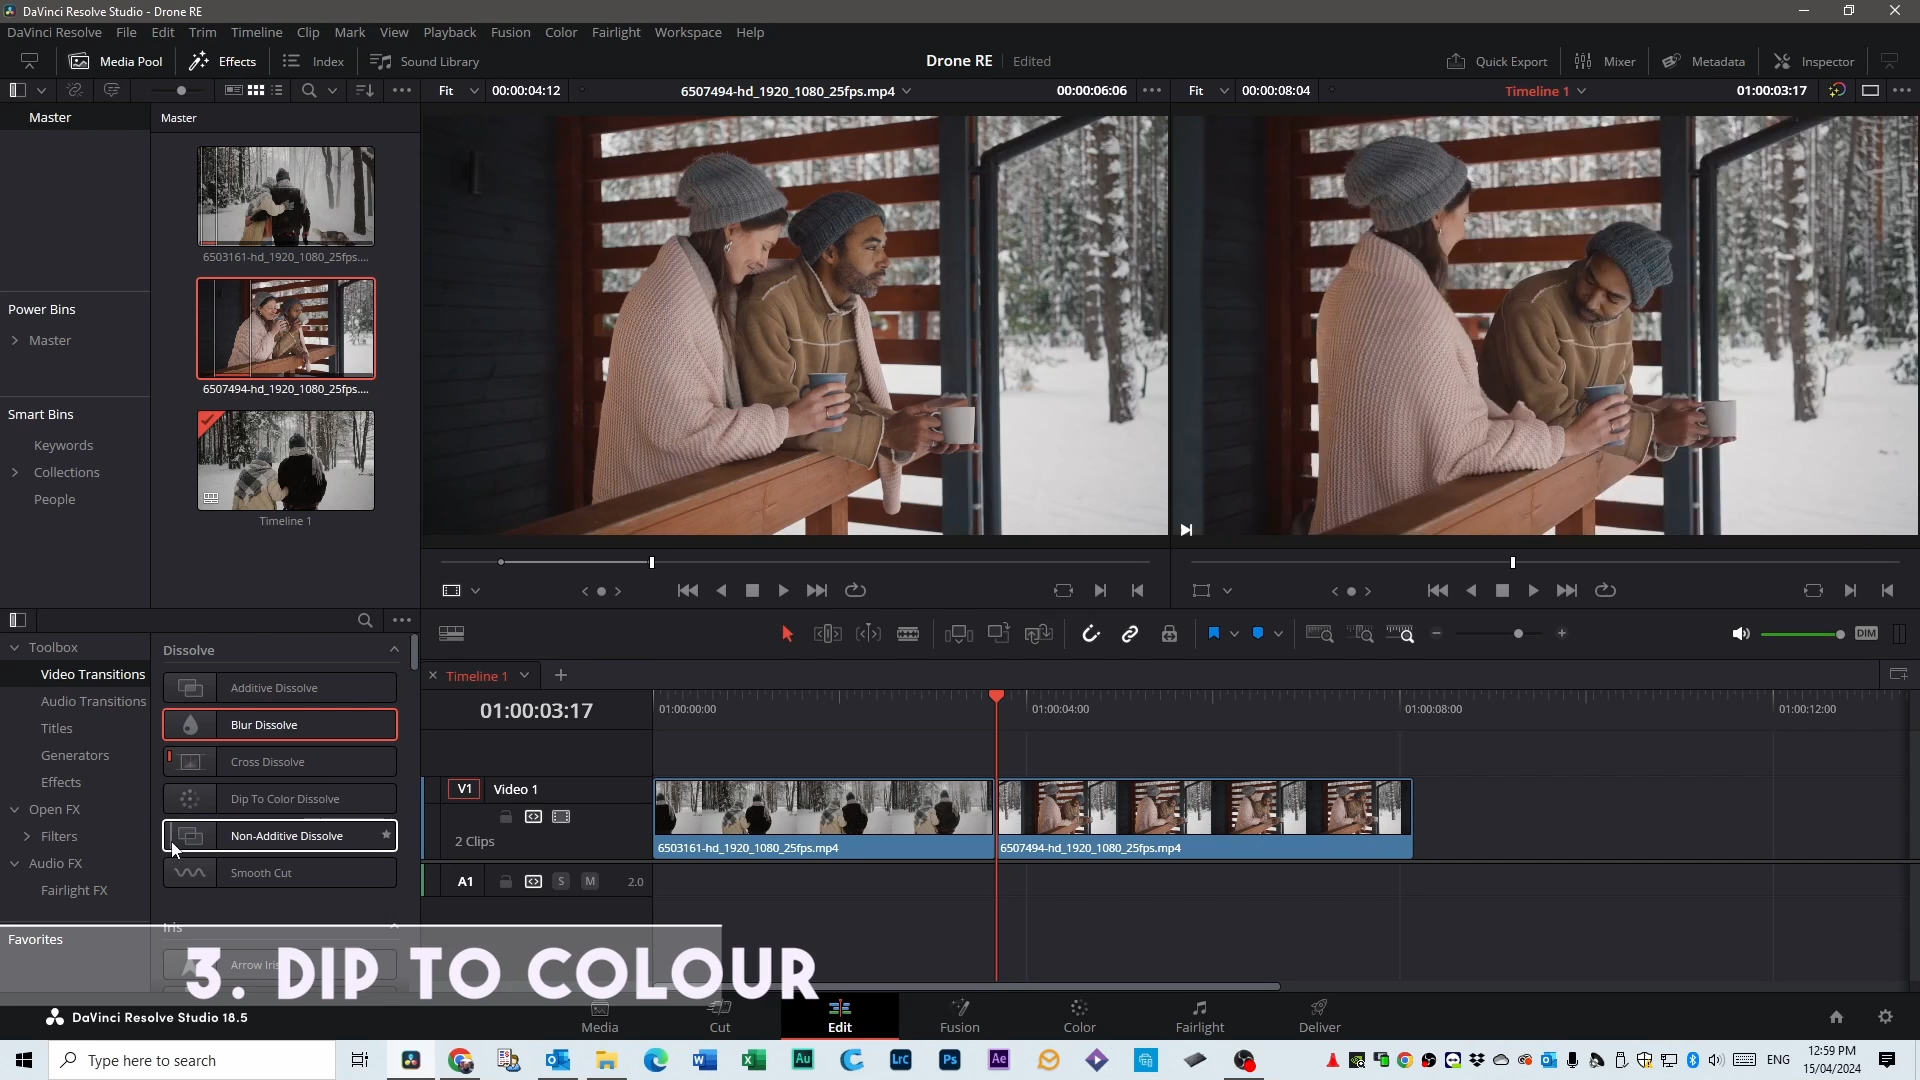 DaVinci Resolve Studio - Drone RE
DaVinci Resolve File Edit Trim Timeline Clip Mark View Playback Fusion Color Fairlight Workspace Help
Media Pool Effects Index Sound Library Drone RE Edited Quick Export Mixer Metadata Inspector
Fit 00:00:04:12 6507494-hd_1920_1080_25fps.mp4 00:00:06:06 Fit 00:00:08:04 Timeline 1 01:00:03:17
Master
Master
6503161-hd_1920_1080_25fps....
6507494-hd_1920_1080_25fps....
Timeline 1
Power Bins
Master
Smart Bins
Keywords
Collections
People
Toolbox
Video Transitions
Audio Transitions
Titles
Generators
Effects
Open FX
Filters
Audio FX
Fairlight FX
Favorites
Dissolve
Additive Dissolve
Blur Dissolve
Cross Dissolve
Dip To Color Dissolve
Non-Additive Dissolve
Smooth Cut
Iris
Arrow Iris
DIM
Timeline 1
01:00:03:17
01:00:00:00 01:00:04:00 01:00:08:00 01:00:12:00
V1 Video 1
2 Clips
6503161-hd_1920_1080_25fps.mp4 6507494-hd_1920_1080_25fps.mp4
A1 S M 2.0
3. DIP TO COLOUR
DaVinci Resolve Studio 18.5
Media Cut Edit Fusion Color Fairlight Deliver
Type here to search
W X Au C Lrc Ps Ae
ENG
12:59 PM
15/04/2024